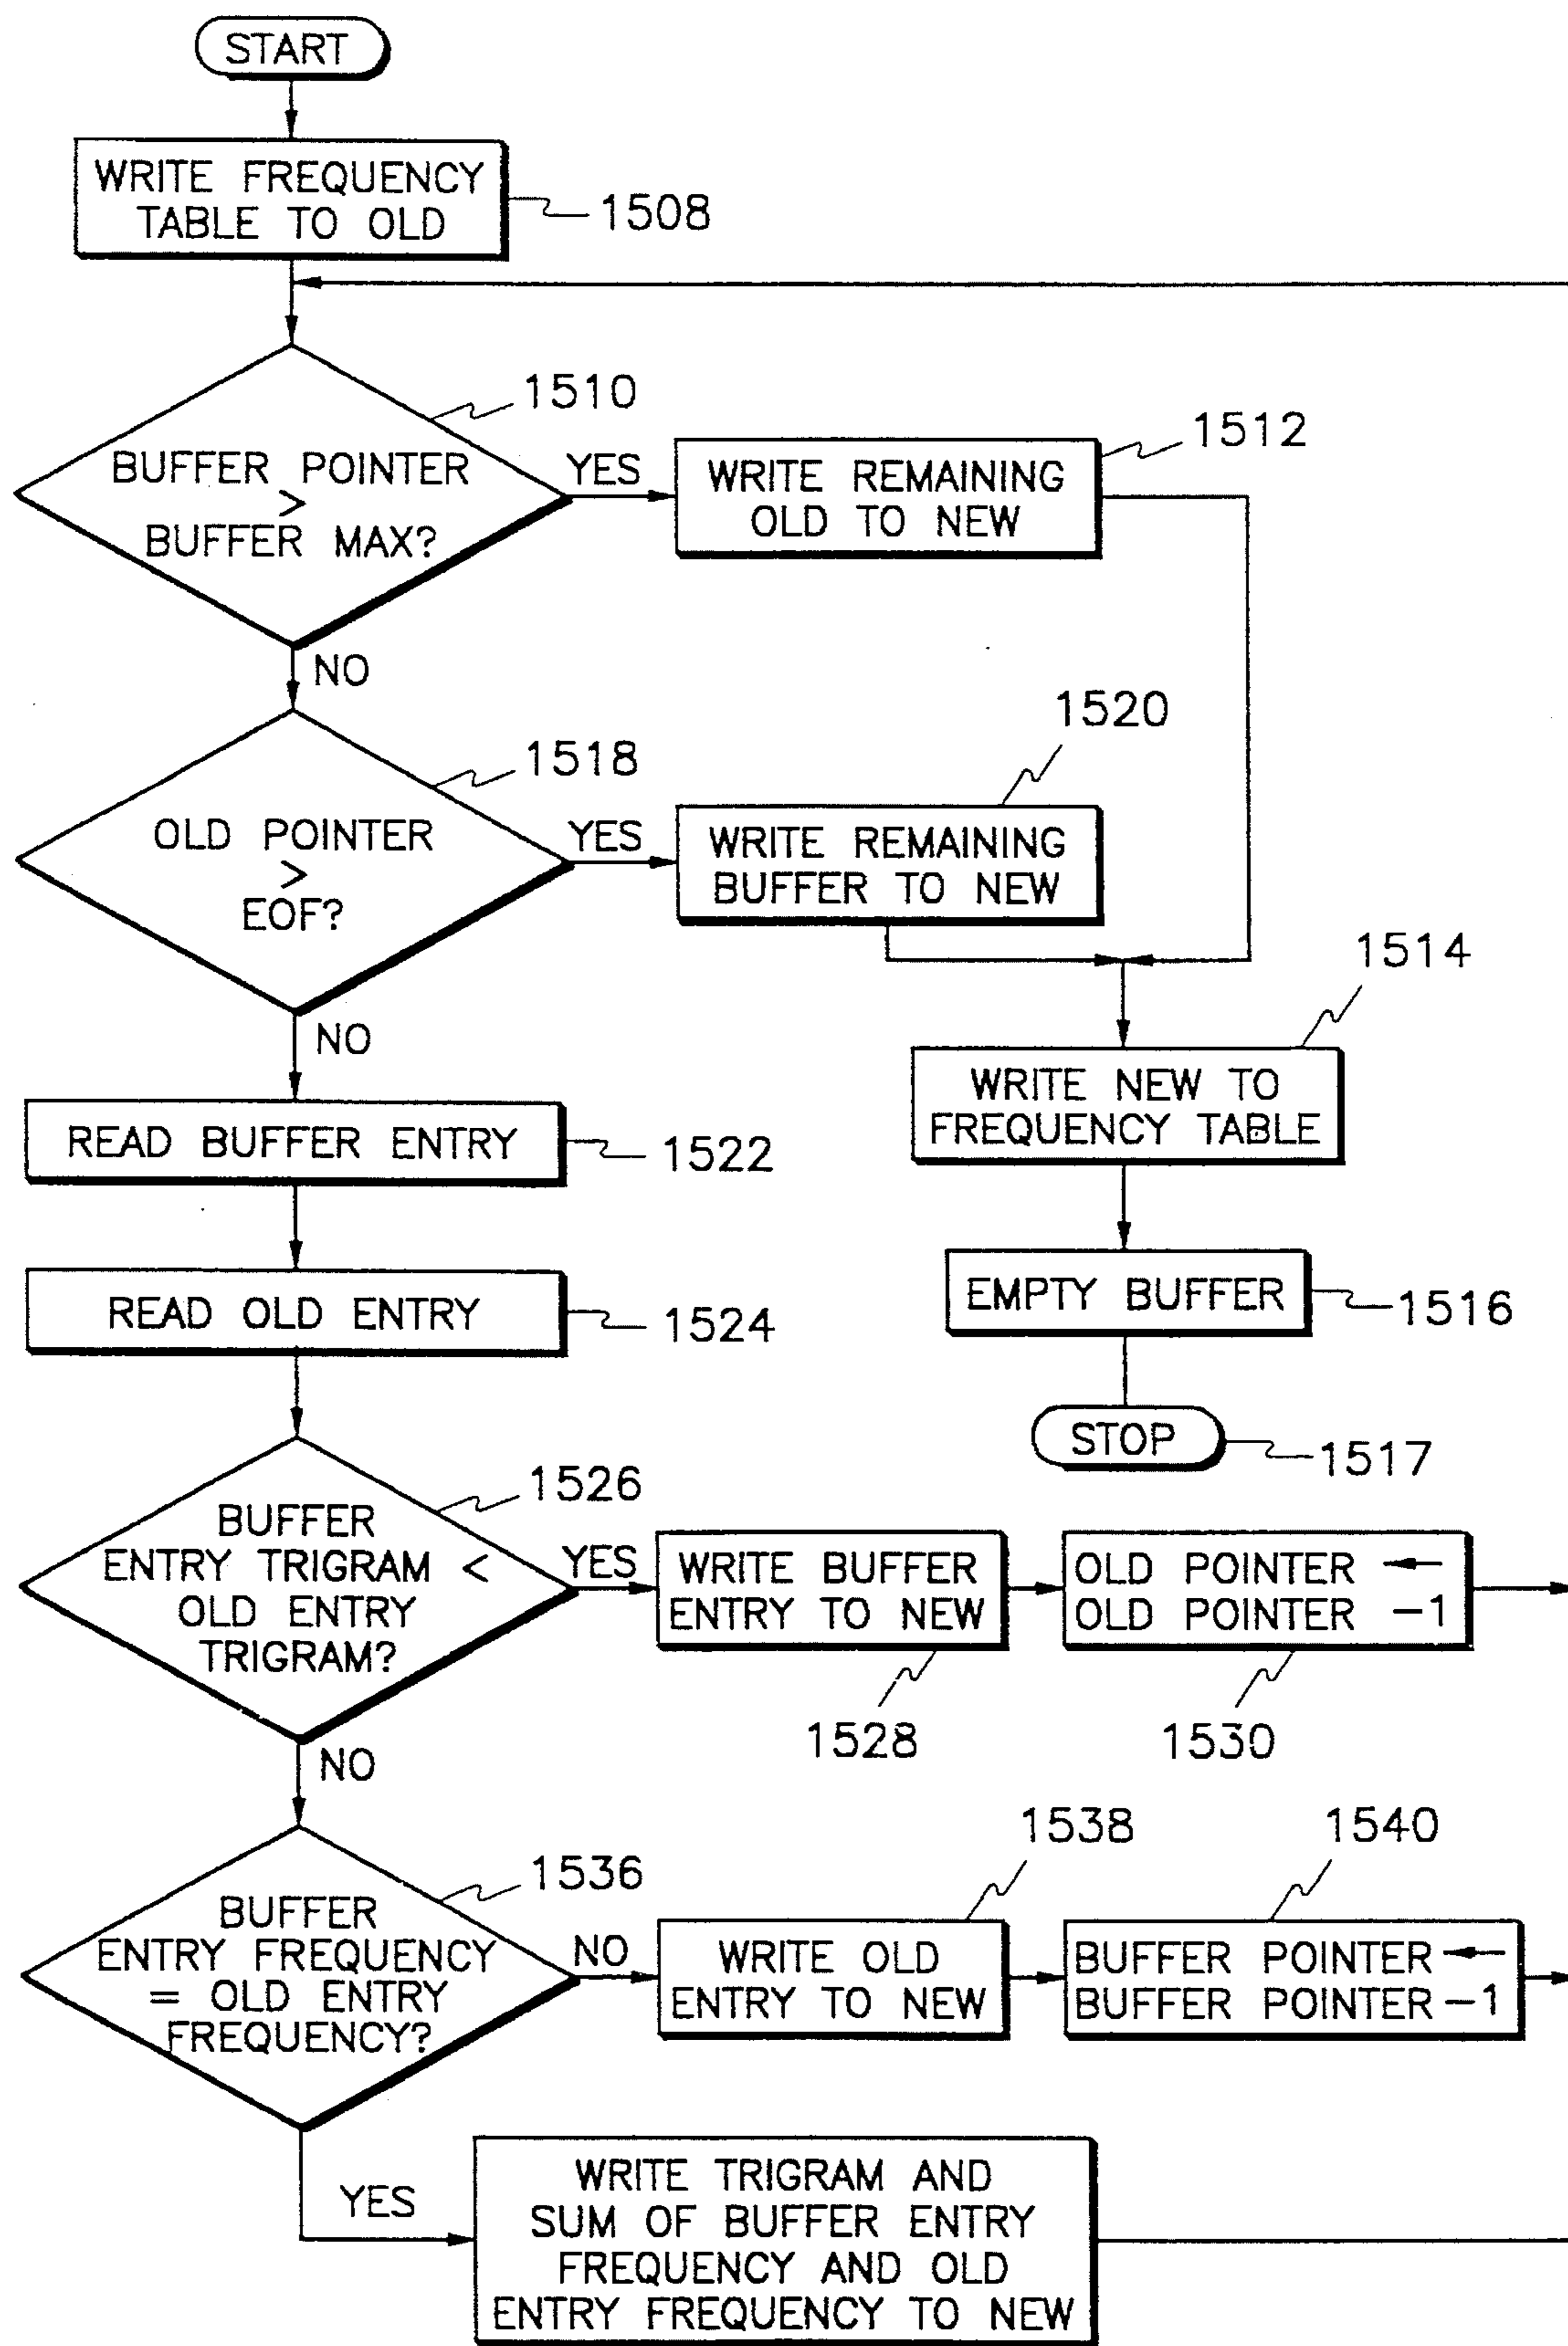 START
WRITE FREQUENCY
TABLE TO OLD
1508
1510
BUFFER POINTER
>
BUFFER MAX?
YES
WRITE REMAINING
OLD TO NEW
1512
NO
1518
OLD POINTER
>
EOF?
YES
WRITE REMAINING
BUFFER TO NEW
1520
NO
1514
WRITE NEW TO
FREQUENCY TABLE
READ BUFFER ENTRY
1522
EMPTY BUFFER
1516
READ OLD ENTRY
1524
STOP
1517
1526
BUFFER
ENTRY TRIGRAM <
OLD ENTRY
TRIGRAM?
YES
WRITE BUFFER
ENTRY TO NEW
1528
OLD POINTER ←
OLD POINTER -1
1530
NO
1536
BUFFER
ENTRY FREQUENCY
= OLD ENTRY
FREQUENCY?
NO
1538
WRITE OLD
ENTRY TO NEW
1540
BUFFER POINTER ←
BUFFER POINTER -1
YES
WRITE TRIGRAM AND
SUM OF BUFFER ENTRY
FREQUENCY AND OLD
ENTRY FREQUENCY TO NEW